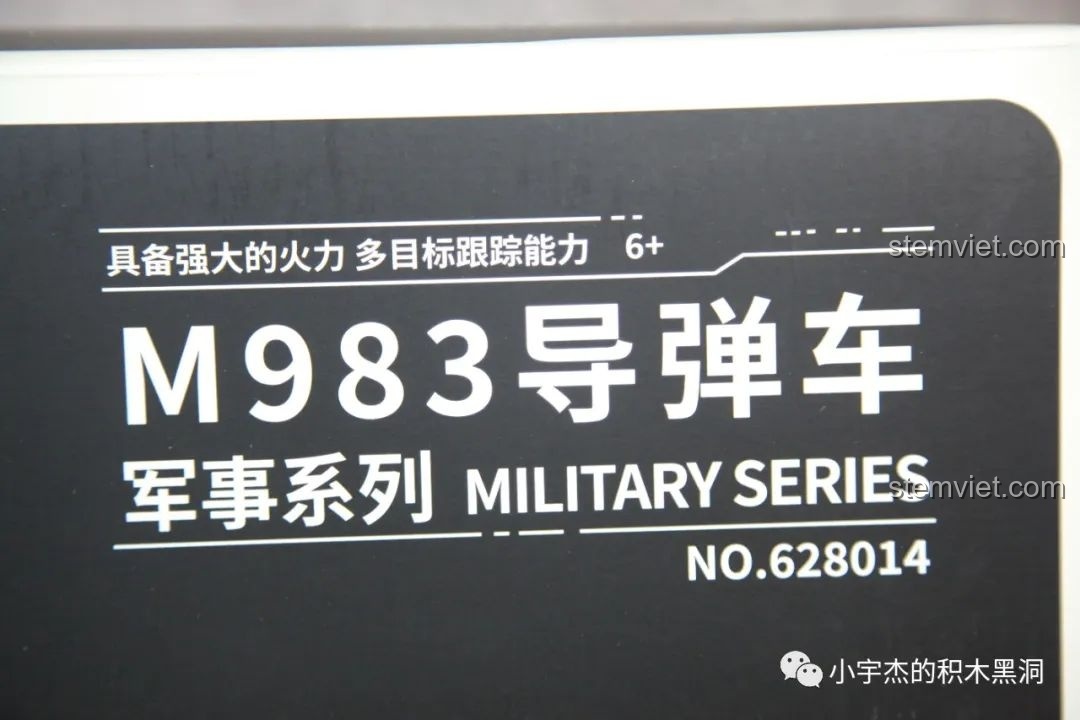 具备强大的火力 多目标跟踪能力 6+
stemviet.com
M983导弹车
军事系列 MILITARY SERIES
stemviet.com
NO.628014
小宇杰的积木黑洞